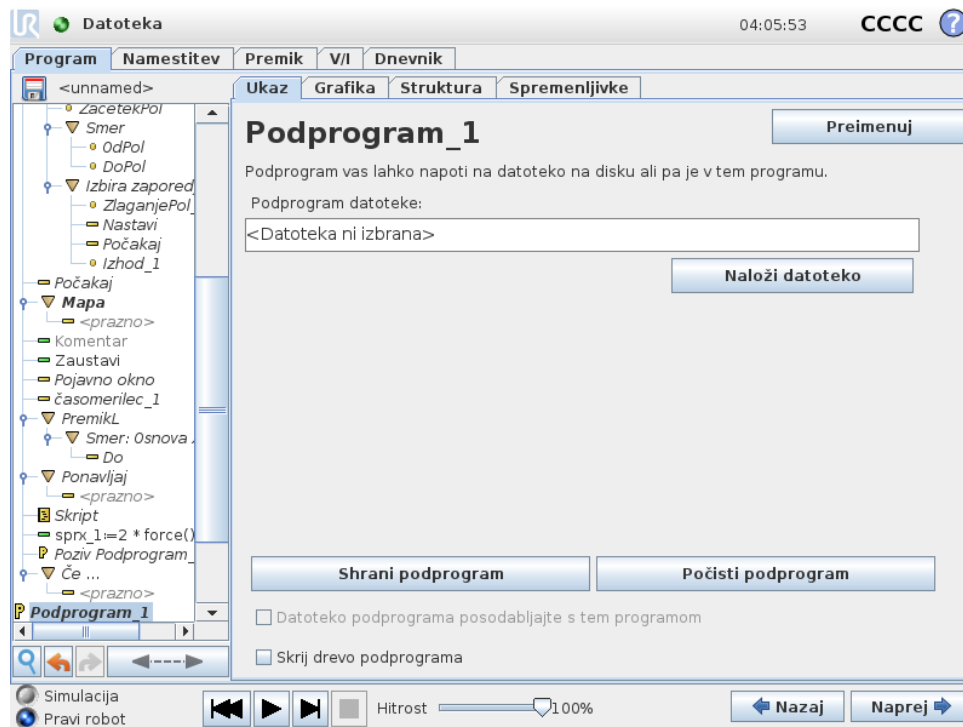 UR Datoteka 04:05:53 CCCC ?
Program Namestitev Premik V/I Dnevnik
<unnamed>
Ukaz Grafika Struktura Spremenljivke
ZacetekPol
Smer
OdPol
DoPol
Izbira zapored
ZlaganjePol_
Nastavi
Počakaj
Izhod_1
Počakaj
Mapa
<prazno>
Komentar
Zaustavi
Pojavno okno
časomerilec_1
PremikL
Smer: Osnova
Do
Ponavljaj
<prazno>
Skript
sprx_1:=2 * force()
Poziv Podprogram_
Če ...
<prazno>
Podprogram_1
Podprogram_1
Preimenuj
Podprogram vas lahko napoti na datoteko na disku ali pa je v tem programu.
Podprogram datoteke:
<Datoteka ni izbrana>
Naloži datoteko
Shrani podprogram Počisti podprogram
Datoteko podprograma posodabljajte s tem programom
Skrij drevo podprograma
Simulacija
Pravi robot
Hitrost 100%
Nazaj Naprej